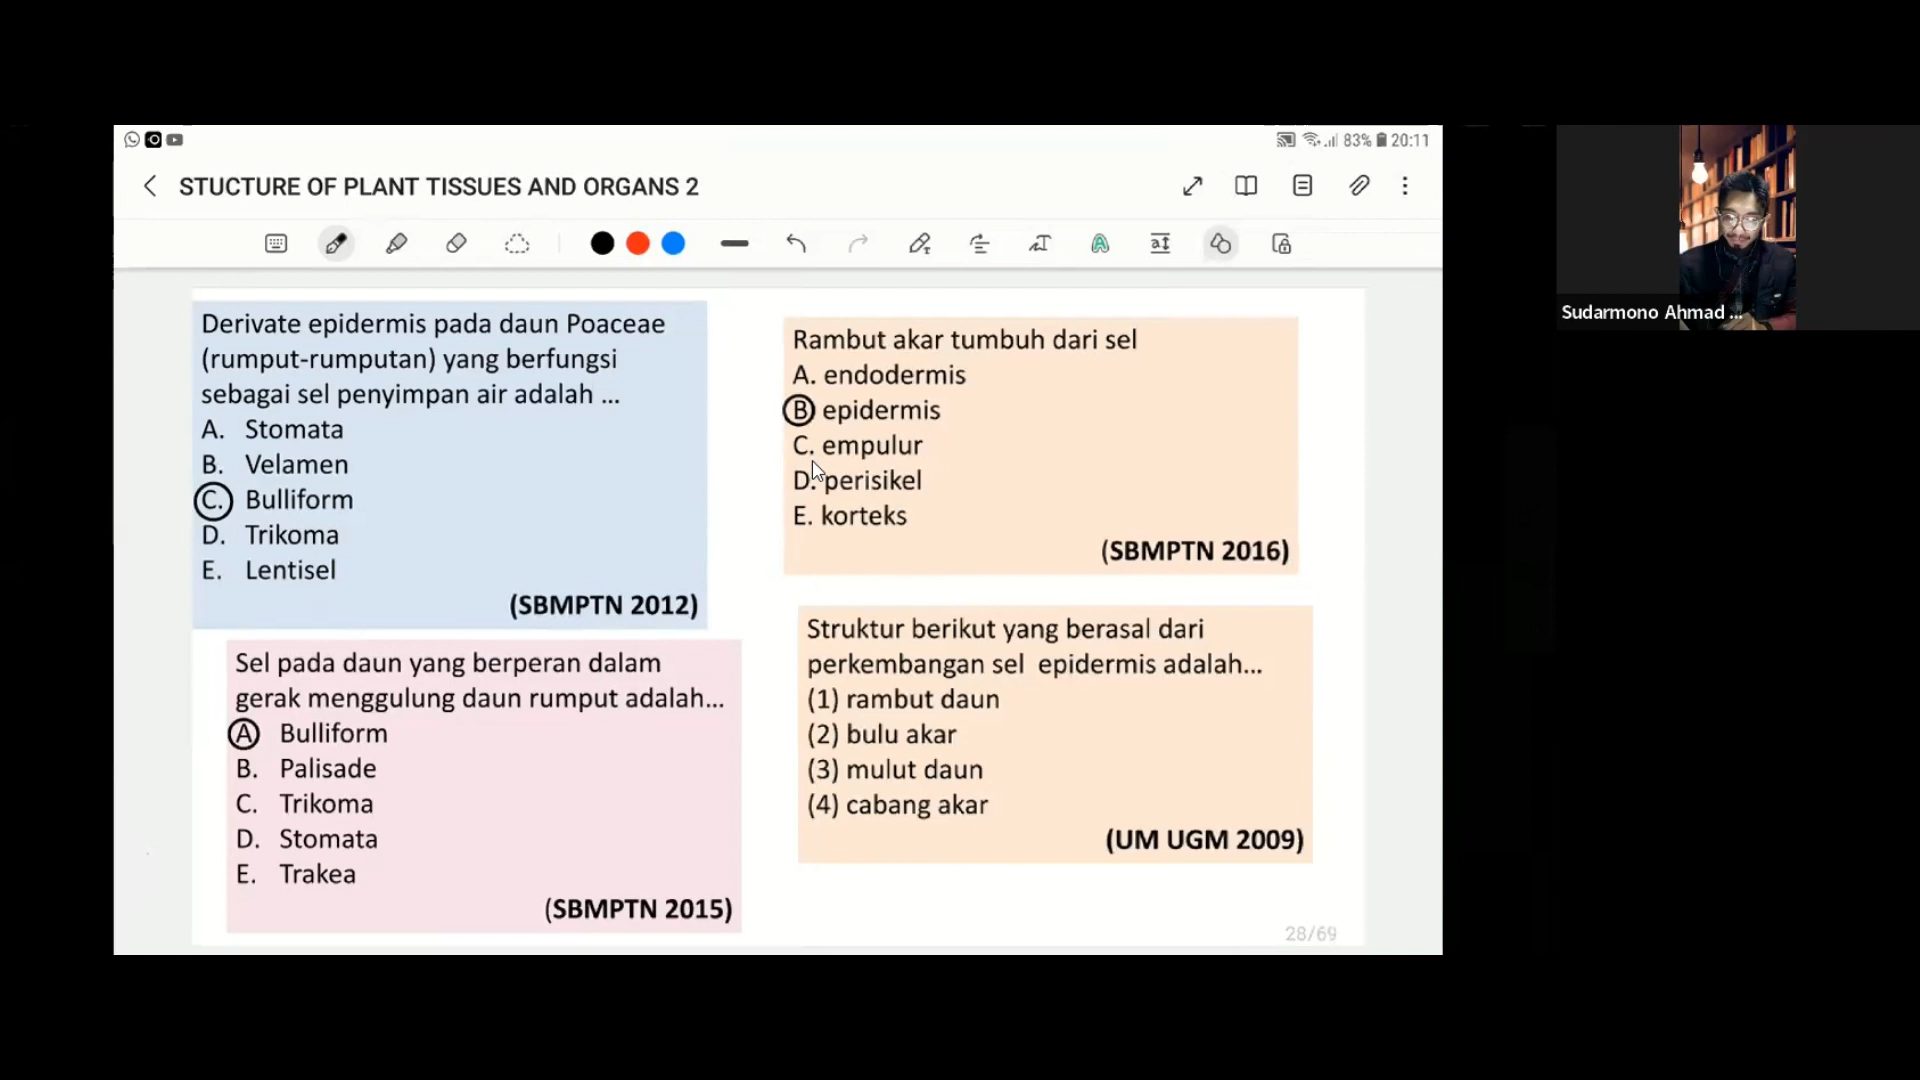 83% 20:11
STUCTURE OF PLANT TISSUES AND ORGANS 2
Derivate epidermis pada daun Poaceae
(rumput-rumputan) yang berfungsi
sebagai sel penyimpan air adalah ...
A. Stomata
B. Velamen
C. Bulliform
D. Trikoma
E. Lentisel
(SBMPTN 2012)
Sel pada daun yang berperan dalam
gerak menggulung daun rumput adalah...
A Bulliform
B. Palisade
C. Trikoma
D. Stomata
E. Trakea
(SBMPTN 2015)
Rambut akar tumbuh dari sel
A. endodermis
B epidermis
C. empulur
D. perisikel
E. korteks
(SBMPTN 2016)
Struktur berikut yang berasal dari
perkembangan sel epidermis adalah...
(1) rambut daun
(2) bulu akar
(3) mulut daun
(4) cabang akar
(UM UGM 2009)
28/69
Sudarmono Ahmad ...